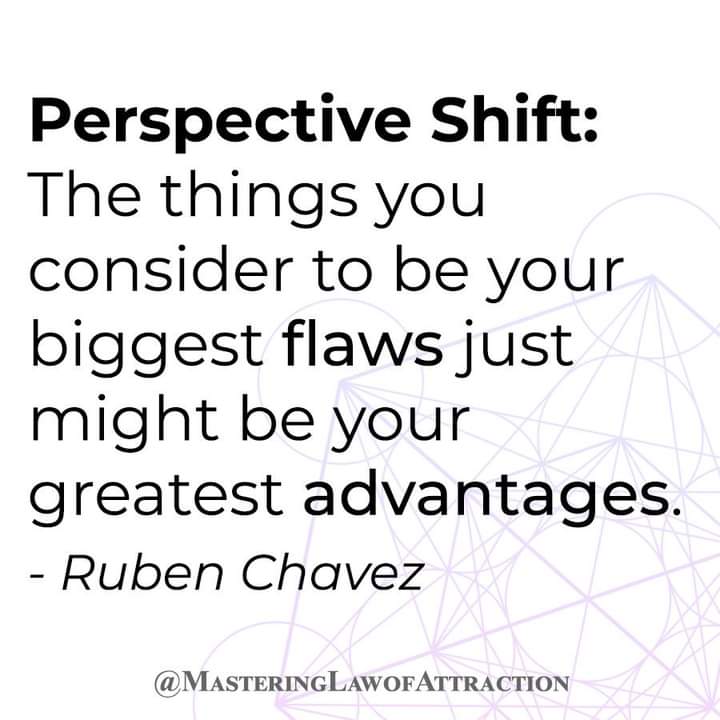 Perspective Shift:
The things you
consider to be your
biggest flaws just
might be your
greatest advantages.
- Ruben Chavez
@MASTERINGLAWOFATTRACTION